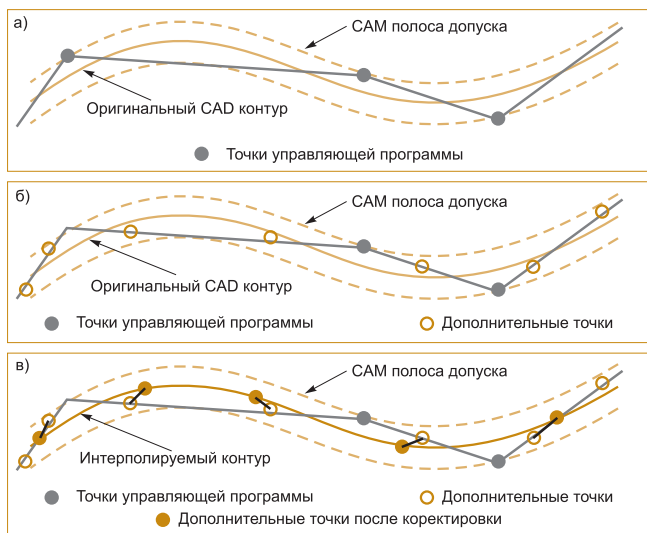 а)
САМ полоса допуска
Оригинальный CAD контур
Точки управляющей программы
б)
САМ полоса допуска
Оригинальный CAD контур
Точки управляющей программы
Дополнительные точки
в)
САМ полоса допуска
Интерполируемый контур
Точки управляющей программы
Дополнительные точки
Дополнительные точки после коректировки